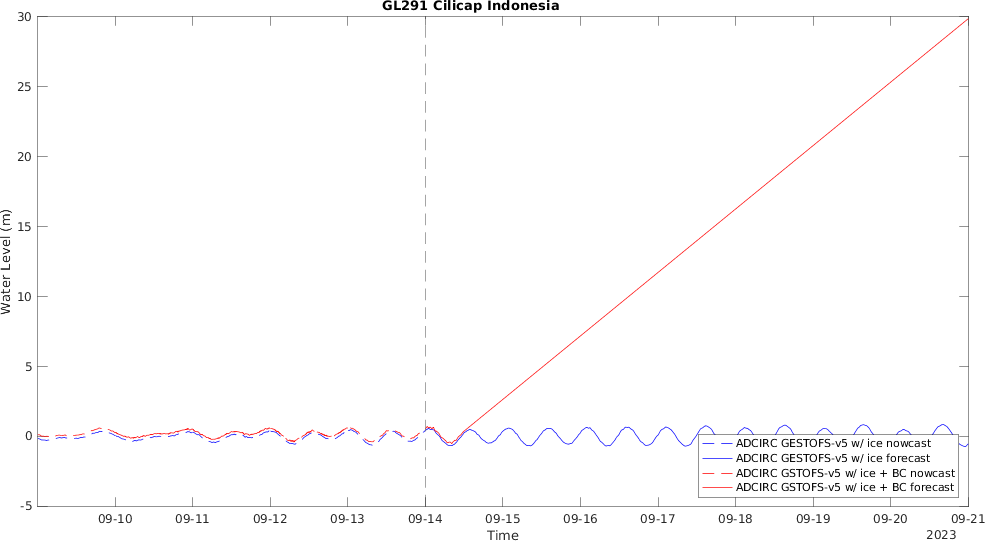 GL291 Cilicap Indonesia
30
25
20
15
10
5
0
-5
Water Level (m)
09-10 09-11 09-12 09-13 09-14 09-15 09-16 09-17 09-18 09-19 09-20 09-21
Time
2023
ADCIRC GESTOFS-v5 w/ ice nowcast
ADCIRC GESTOFS-v5 w/ ice forecast
ADCIRC GSTOFS-v5 w/ ice + BC nowcast
ADCIRC GSTOFS-v5 w/ ice + BC forecast